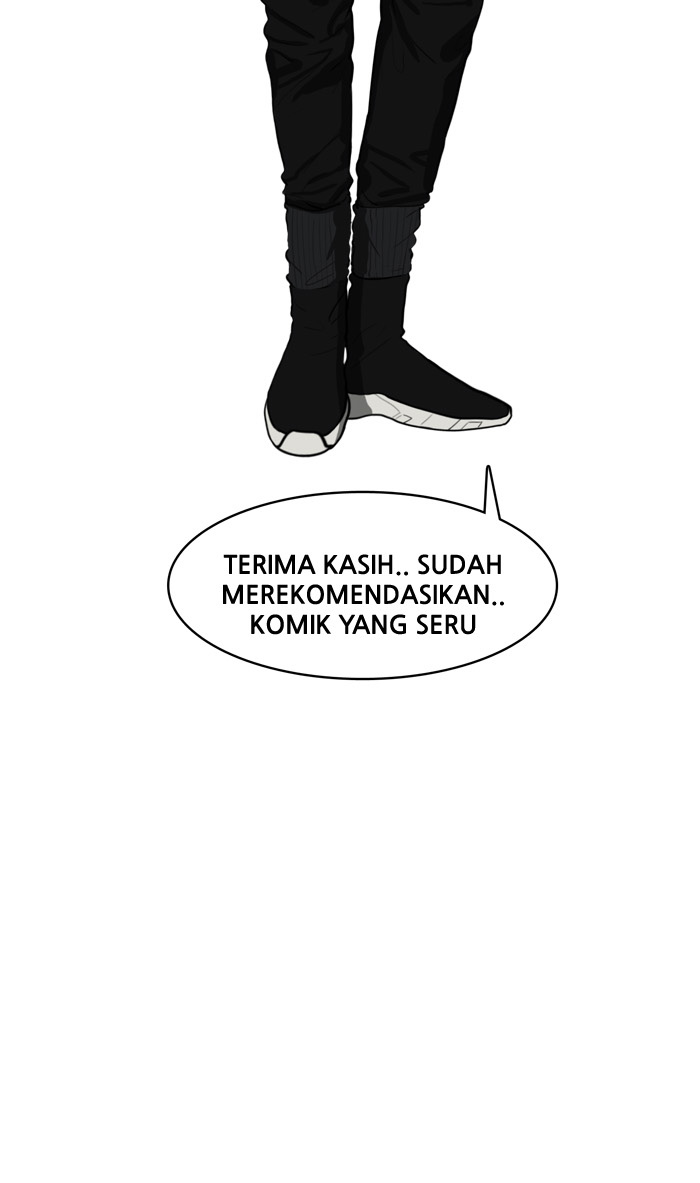 TERIMA KASIH.. SUDAH
MEREKOMENDASIKAN..
KOMIK YANG SERU